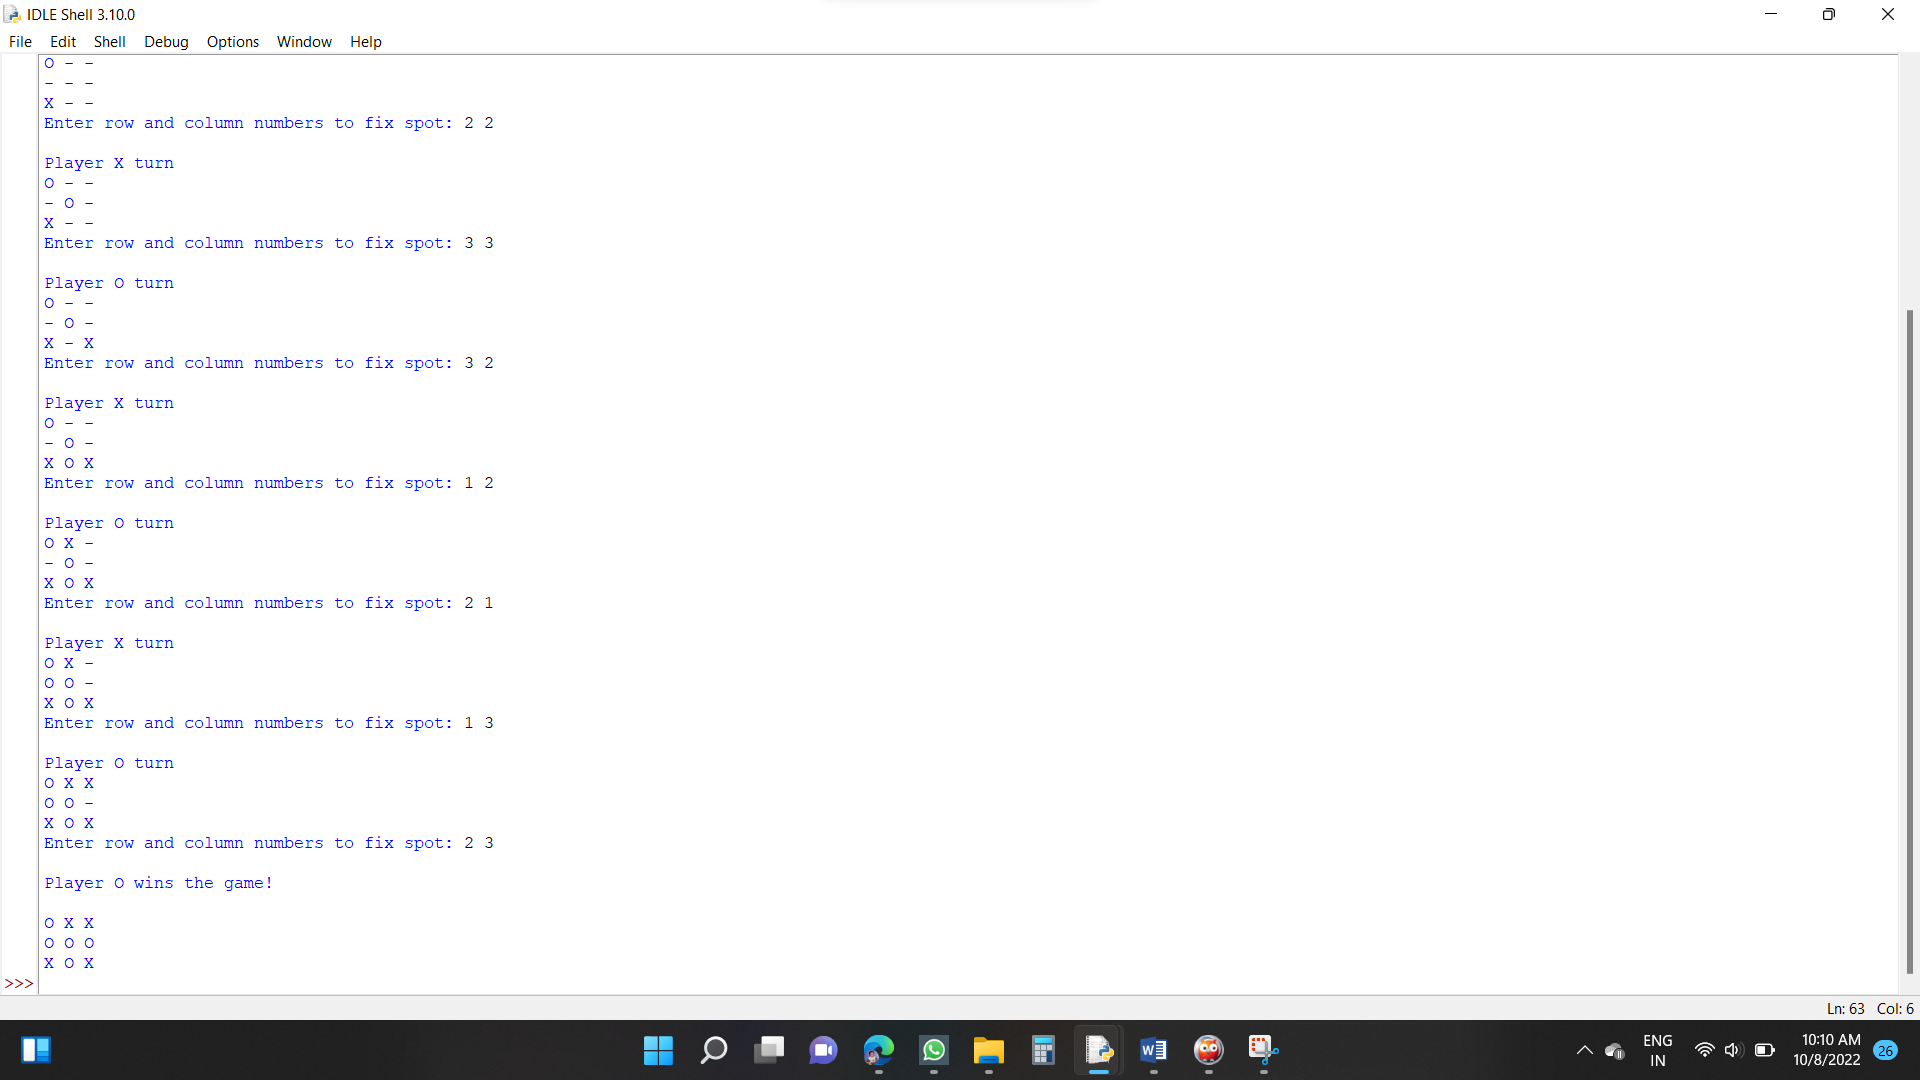 IDLE Shell 3.10.0
File Edit Shell Debug Options Window Help
O - -
- - -
X - -
Enter row and column numbers to fix spot: 2 2
Player X turn
O - -
- O -
X - -
Enter row and column numbers to fix spot: 3 3
Player O turn
O - -
- O -
X - X
Enter row and column numbers to fix spot: 3 2
Player X turn
O - -
- O -
X O X
Enter row and column numbers to fix spot: 1 2
Player O turn
O X -
- O -
X O X
Enter row and column numbers to fix spot: 2 1
Player X turn
O X -
O O -
X O X
Enter row and column numbers to fix spot: 1 3
Player O turn
O X X
O O -
X O X
Enter row and column numbers to fix spot: 2 3
Player O wins the game!
O X X
O O O
X O X
>>>
Ln: 63 Col: 6
W
ENG
IN
10:10 AM
10/8/2022
26